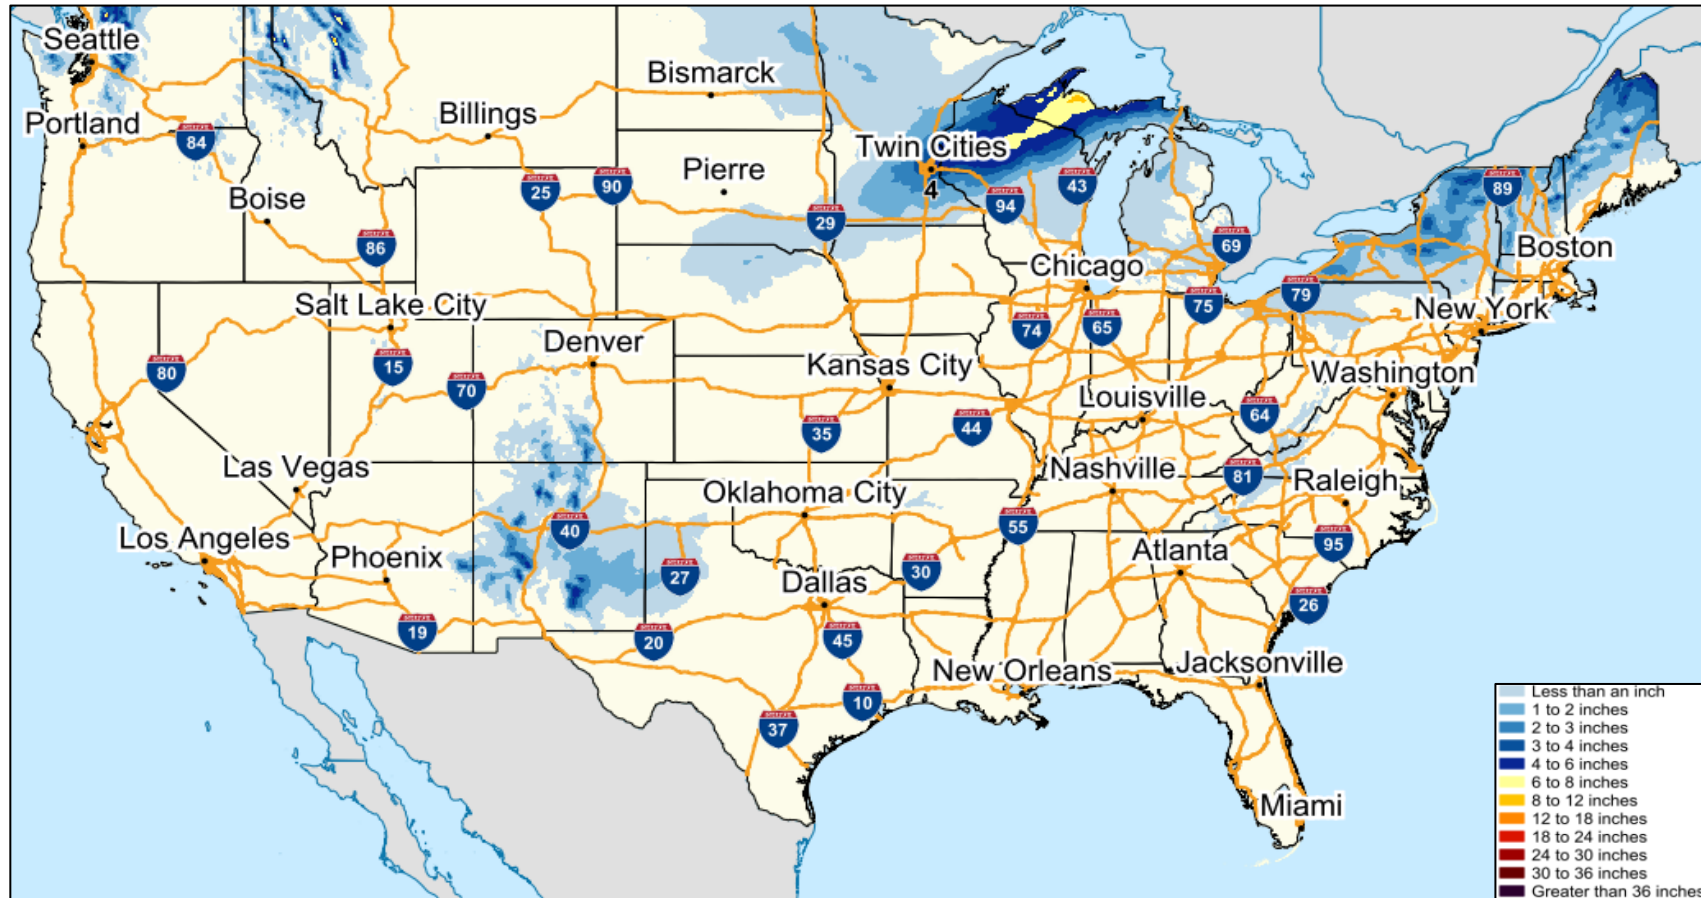 Seattle
Bismarck
Billings
Portland
84
Twin Cities
4
Pierre
25
90
43
89
Boise
94
29
86
69
Boston
Chicago
Salt Lake City
75
79
New York
Denver
74
65
80
15
70
Kansas City
Washington
Louisville
64
35
44
Las Vegas
Nashville
81
Raleigh
Oklahoma City
40
55
Los Angeles
Phoenix
95
Atlanta
27
30
Dallas
26
19
20
45
New Orleans
Jacksonville
10
37
Miami
Less than an inch
1 to 2 inches
2 to 3 inches
3 to 4 inches
4 to 6 inches
6 to 8 inches
8 to 12 inches
12 to 18 inches
18 to 24 inches
24 to 30 inches
30 to 36 inches
Greater than 36 inches